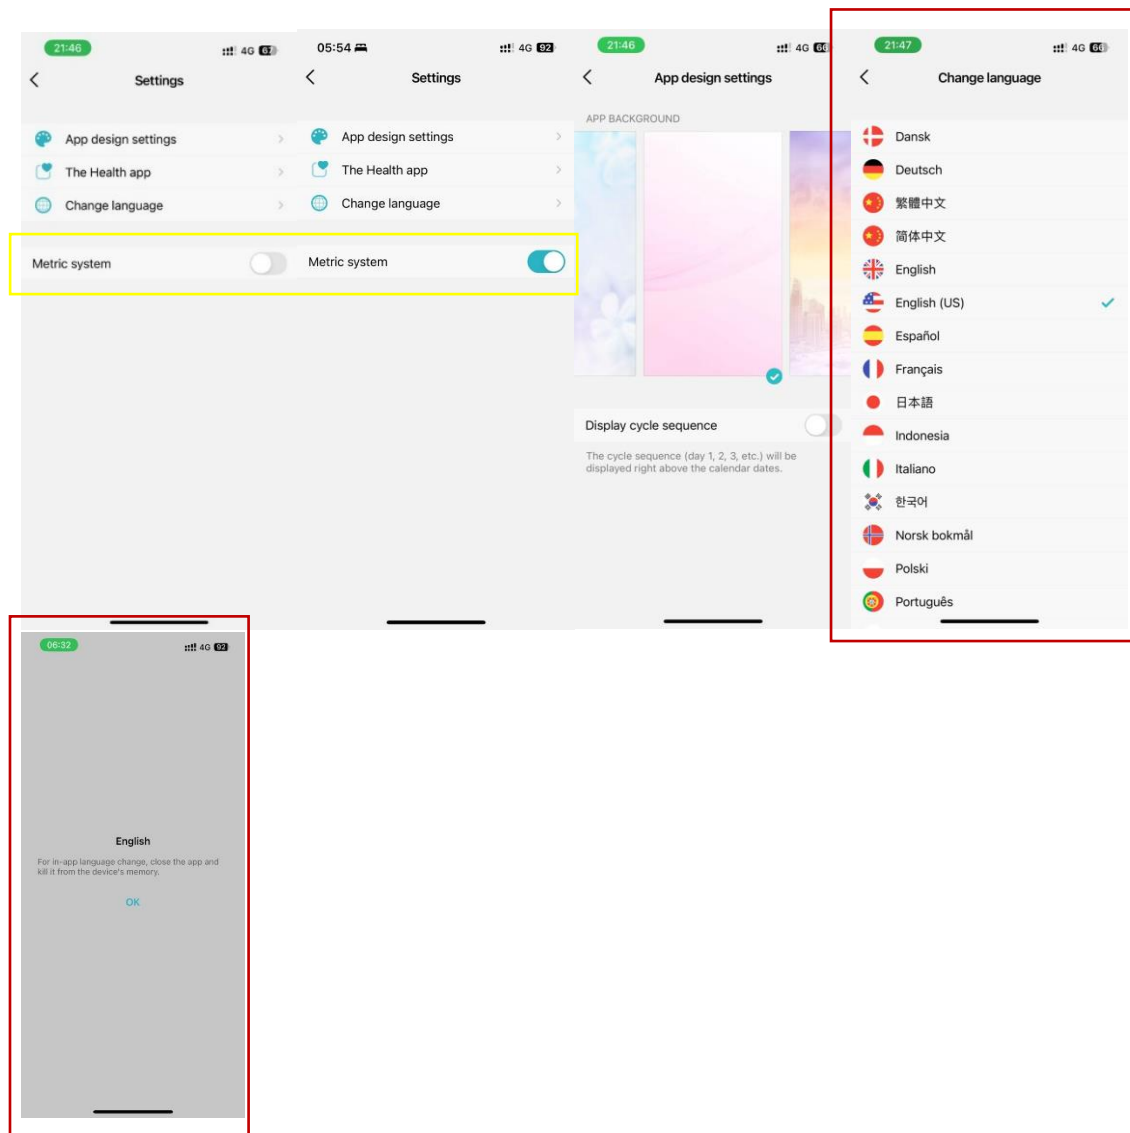 21:46
4G 67
Settings
App design settings
The Health app
Change language
Metric system
05:54
4G 92
Settings
App design settings
The Health app
Change language
Metric system
21:46
4G 66
App design settings
APP BACKGROUND
Display cycle sequence
The cycle sequence (day 1, 2, 3, etc.) will be
displayed right above the calendar dates.
21:47
4G 66
Change language
Dansk
Deutsch
繁體中文
简体中文
English
English (US)
Español
Français
日本語
Indonesia
Italiano
한국어
Norsk bokmål
Polski
Português
06:32
4G 92
English
For in-app language change, close the app and
kill it from the device's memory.
OK